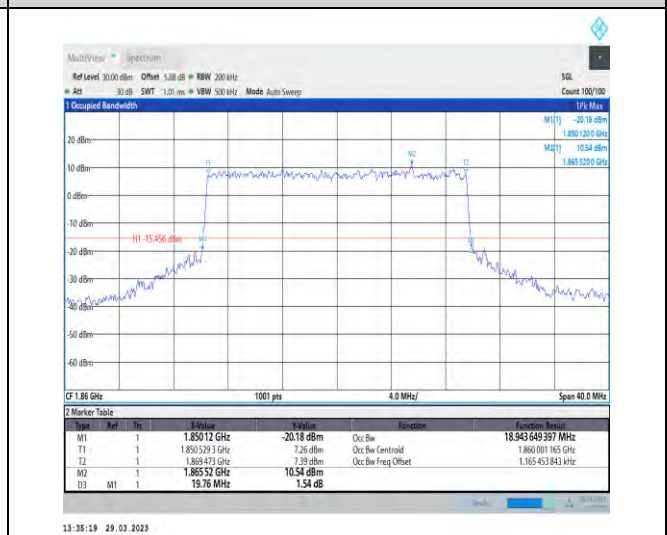 MultiView Spectrum
Ref Level 30.00 dBm Offset 5.88 dB RBW 200 kHz SGL
Att 30 dB SWT 1.01 ms VBW 500 kHz Mode Auto Sweep Count 100/100
1 Occupied Bandwidth 1Pk Max
M1[1] -20.18 dBm
1.850 120 0 GHz
M2[1] 10.54 dBm
1.865 520 0 GHz
20 dBm
M2
T1 T2
10 dBm
0 dBm
-10 dBm
H1 -15.456 dBm
M1
-20 dBm
-30 dBm
-40 dBm
-50 dBm
-60 dBm
CF 1.86 GHz 1001 pts 4.0 MHz/ Span 40.0 MHz
2 Marker Table
Type Ref Trc X-Value Y-Value Function Function Result
M1 1 1.850 12 GHz -20.18 dBm Occ Bw 18.943 649 397 MHz
T1 1 1.850 529 3 GHz 7.26 dBm Occ Bw Centroid 1.860 001 165 GHz
T2 1 1.869 473 GHz 7.39 dBm Occ Bw Freq Offset 1.165 453 843 kHz
M2 1 1.865 52 GHz 10.54 dBm
D3 M1 1 19.76 MHz 1.54 dB
13:35:19 29.03.2023